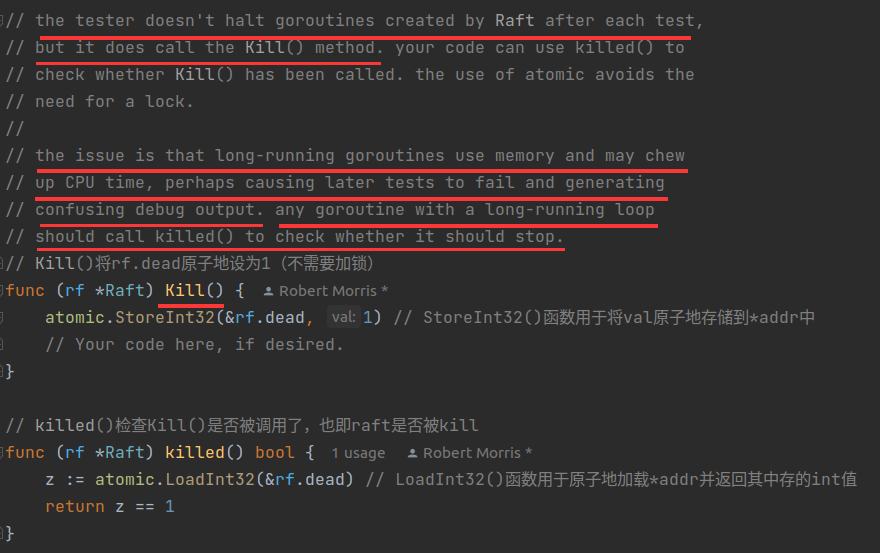 // the tester doesn't halt goroutines created by Raft after each test,
// but it does call the Kill() method. your code can use killed() to
// check whether Kill() has been called. the use of atomic avoids the
// need for a lock.
//
// the issue is that long-running goroutines use memory and may chew
// up CPU time, perhaps causing later tests to fail and generating
// confusing debug output. any goroutine with a long-running loop
// should call killed() to check whether it should stop.
// Kill()将rf.dead原子地设为1（不需要加锁）
func (rf *Raft) Kill() { Robert Morris *
atomic.StoreInt32(&rf.dead, val: 1) // StoreInt32()函数用于将val原子地存储到*addr中
// Your code here, if desired.
}
// killed()检查Kill()是否被调用了，也即raft是否被kill
func (rf *Raft) killed() bool { 1 usage Robert Morris *
z := atomic.LoadInt32(&rf.dead) // LoadInt32()函数用于原子地加载*addr并返回其中存的int值
return z == 1
}